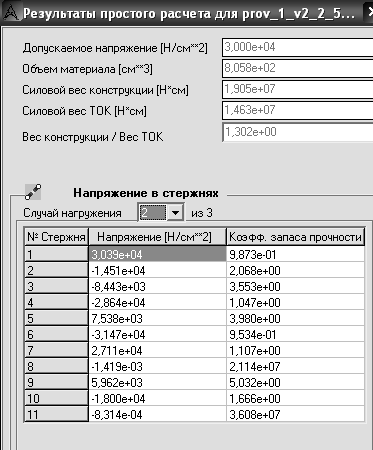 Результаты простого расчета для prov_1_v2_2_5...
Допускаемое напряжение [Н/см**2] 3,000e+04
Объем материала [см**3] 8,058e+02
Силовой вес конструкции [Н*см] 1,905e+07
Силовой вес ТОК [Н*см] 1,463e+07
Вес конструкции / Вес ТОК 1,302e+00
Напряжение в стержнях
Случай нагружения 2 из 3
№ Стержня Напряжение [Н/см**2] Коэфф. запаса прочности
1 3,039e+04 9,873e-01
2 -1,451e+04 2,068e+00
3 -8,443e+03 3,553e+00
4 -2,864e+04 1,047e+00
5 7,538e+03 3,980e+00
6 -3,147e+04 9,534e-01
7 2,711e+04 1,107e+00
8 -1,419e-03 2,114e+07
9 5,962e+03 5,032e+00
10 -1,800e+04 1,666e+00
11 -8,314e-04 3,608e+07